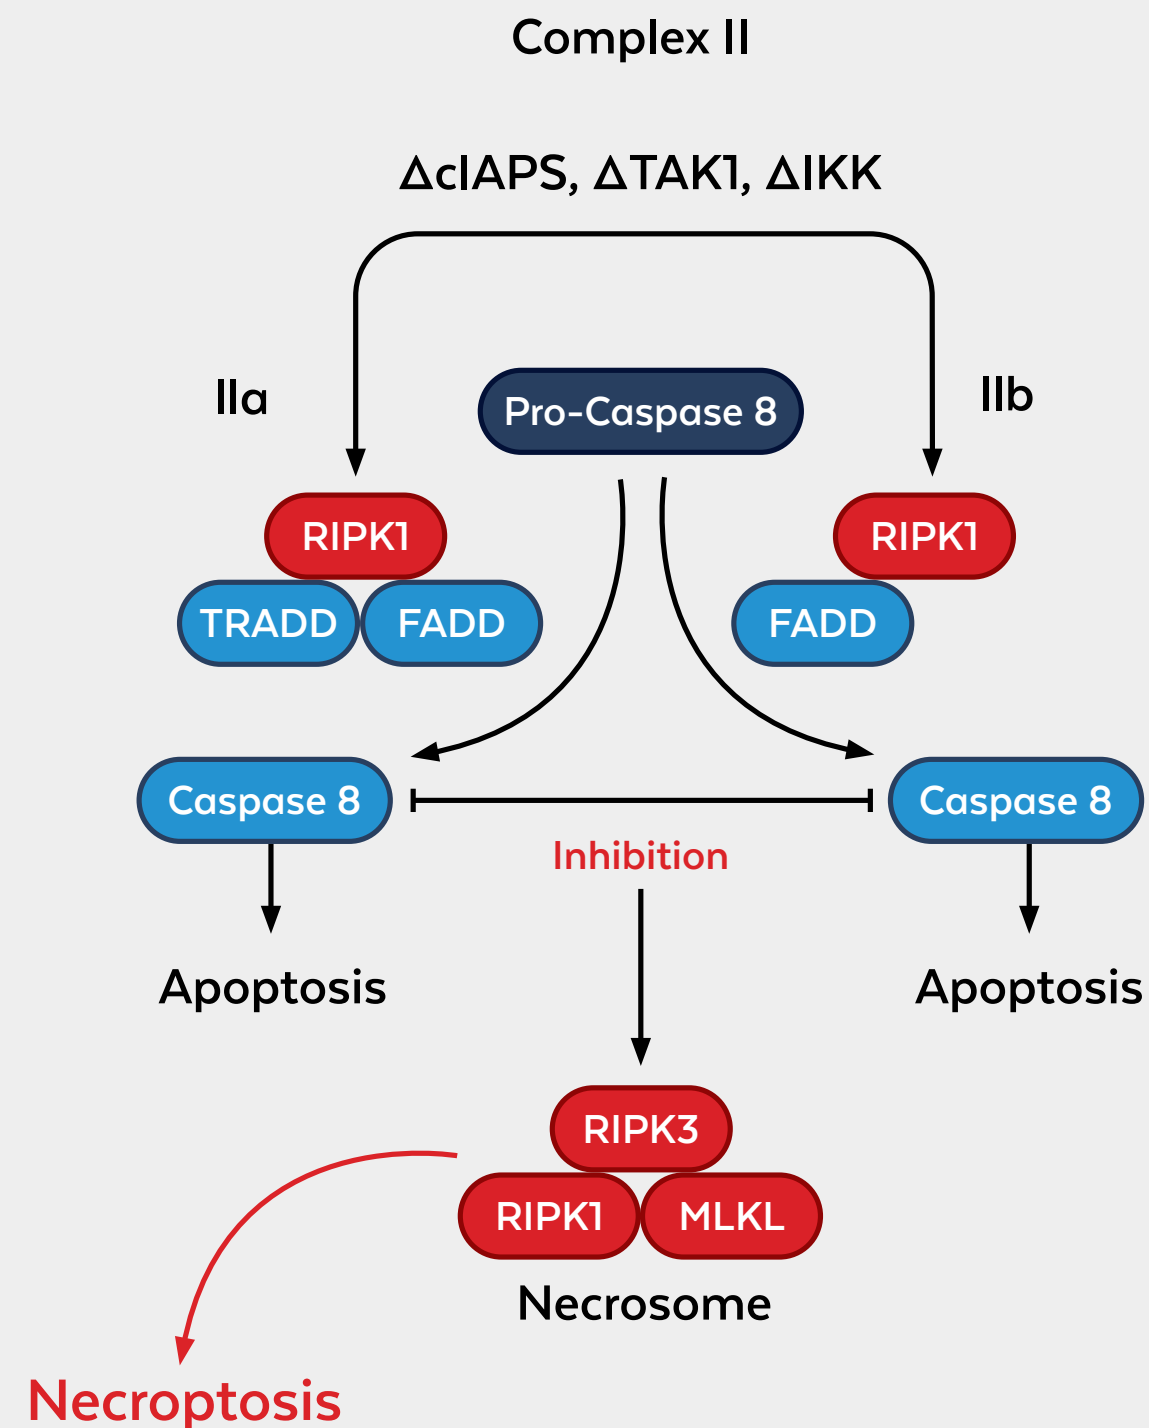 Complex II
ΔcIAPS, ΔTAK1, ΔIKK
IIa
Pro-Caspase 8
IIb
RIPK1
RIPK1
TRADD
FADD
FADD
Caspase 8
Caspase 8
Inhibition
Apoptosis
Apoptosis
RIPK3
RIPK1
MLKL
Necrosome
Necroptosis